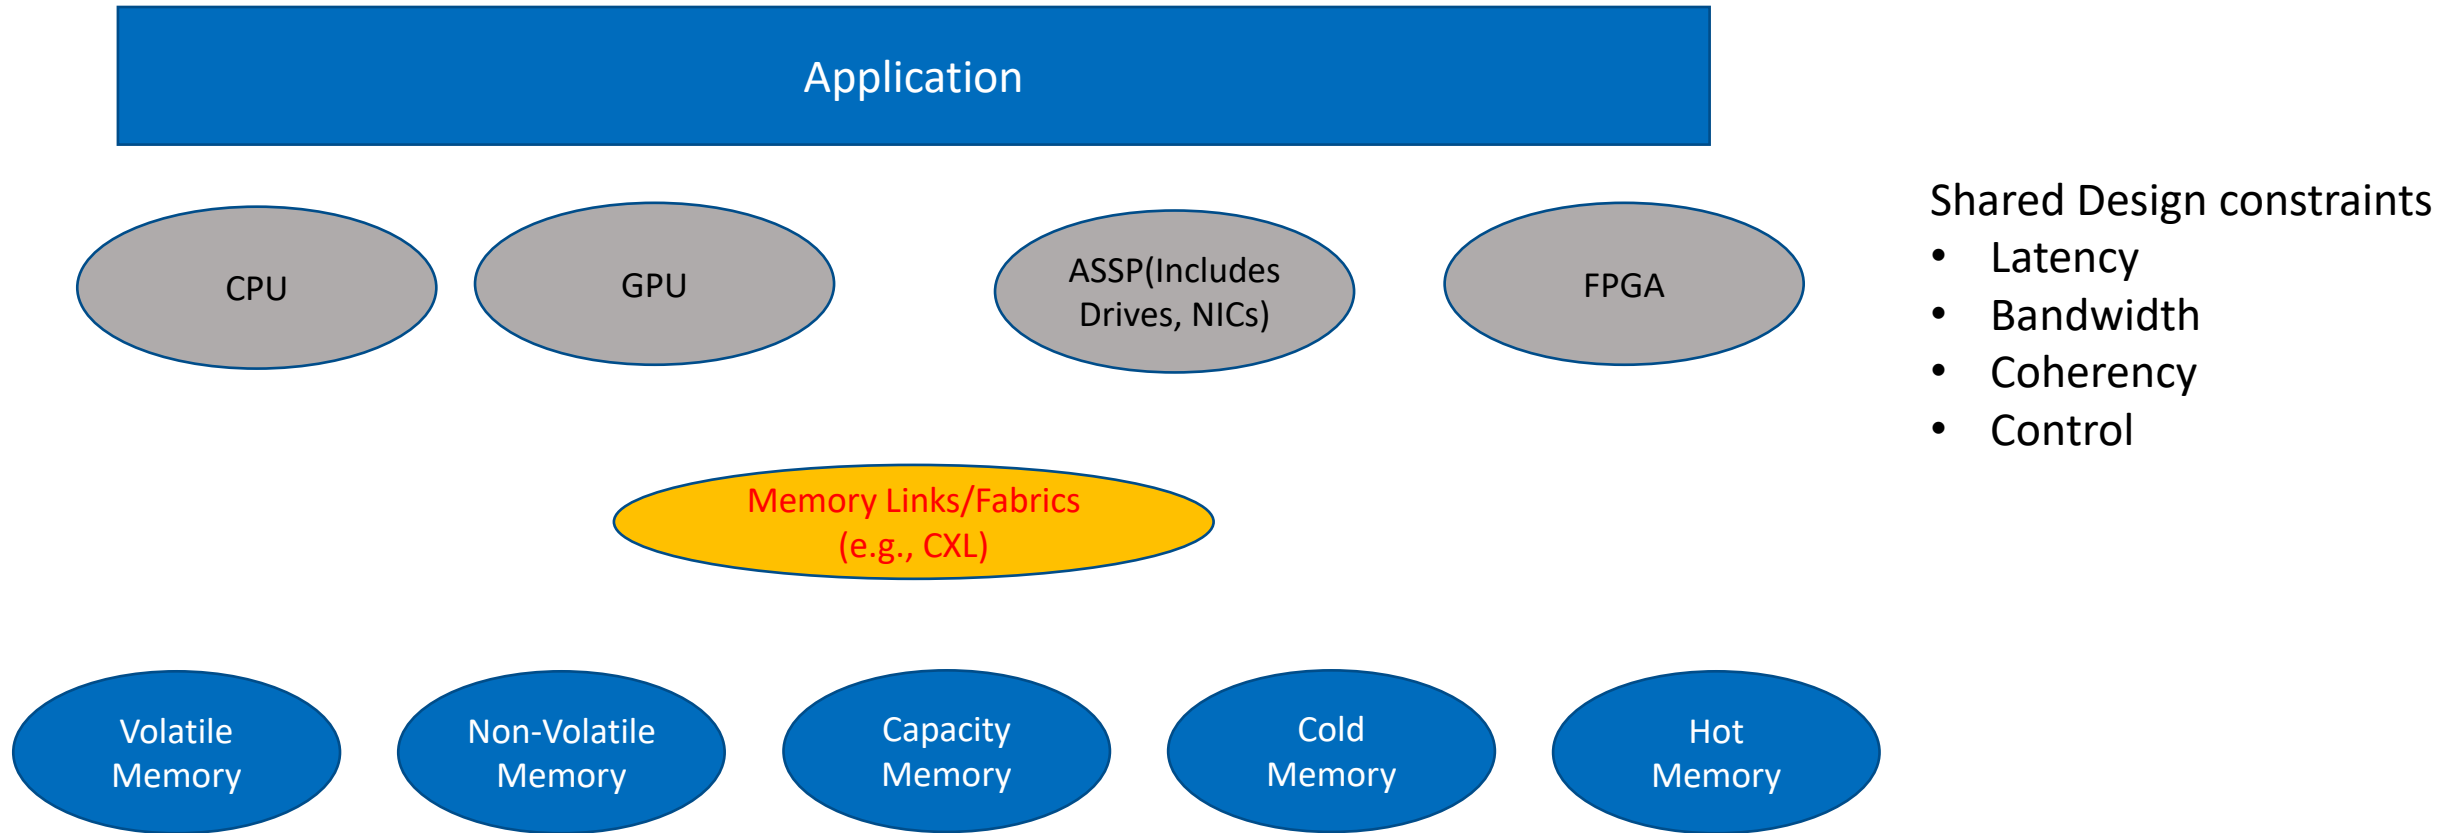 Application
CPU
GPU
ASSP(Includes
Drives, NICs)
FPGA
Shared Design constraints
• Latency
• Bandwidth
• Coherency
• Control
Memory Links/Fabrics
(e.g., CXL)
Volatile
Memory
Non-Volatile
Memory
Capacity
Memory
Cold
Memory
Hot
Memory